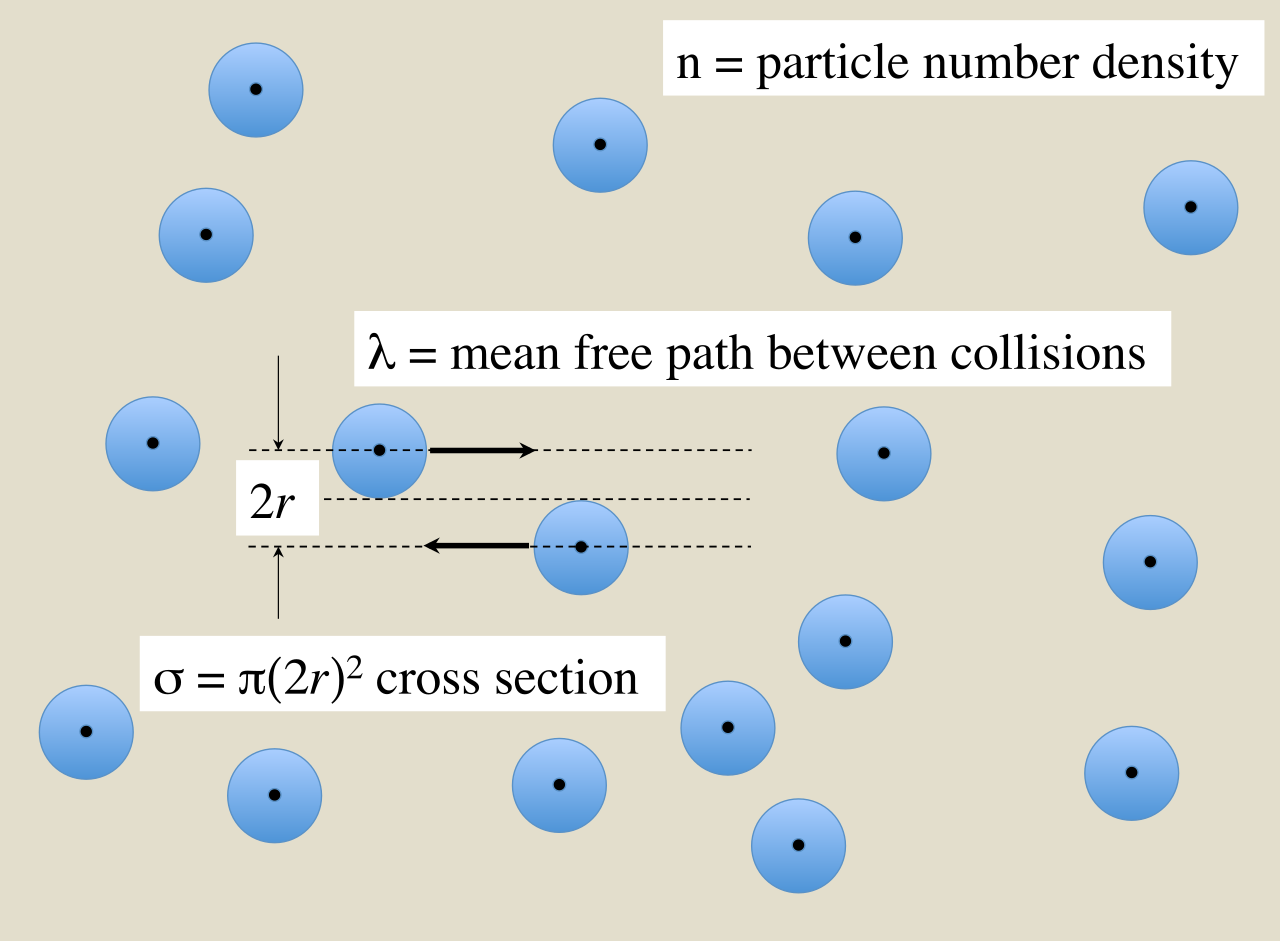 n = particle number density
λ = mean free path between collisions
2r
σ = π(2r)² cross section